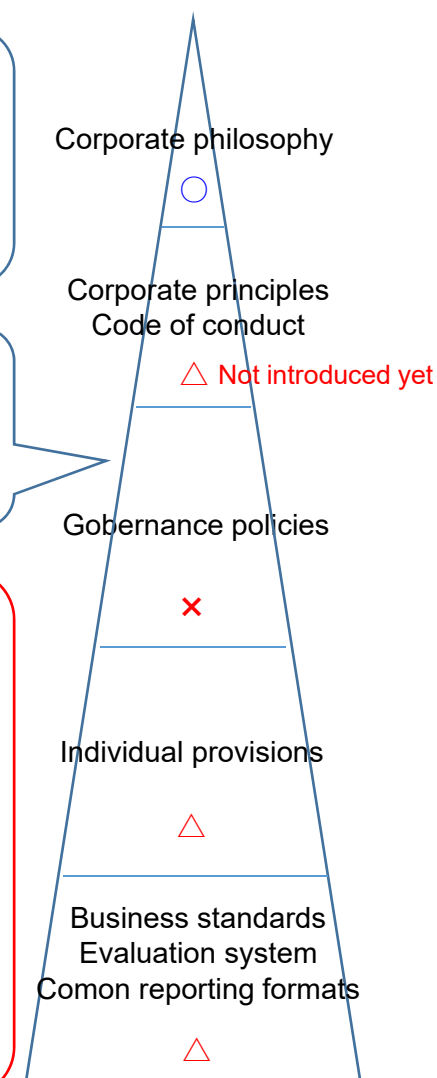 Corporate philosophy
○
Corporate principles
Code of conduct
△ Not introduced yet
Gobernance policies
×
Individual provisions
△
Business standards
Evaluation system
Comon reporting formats
△